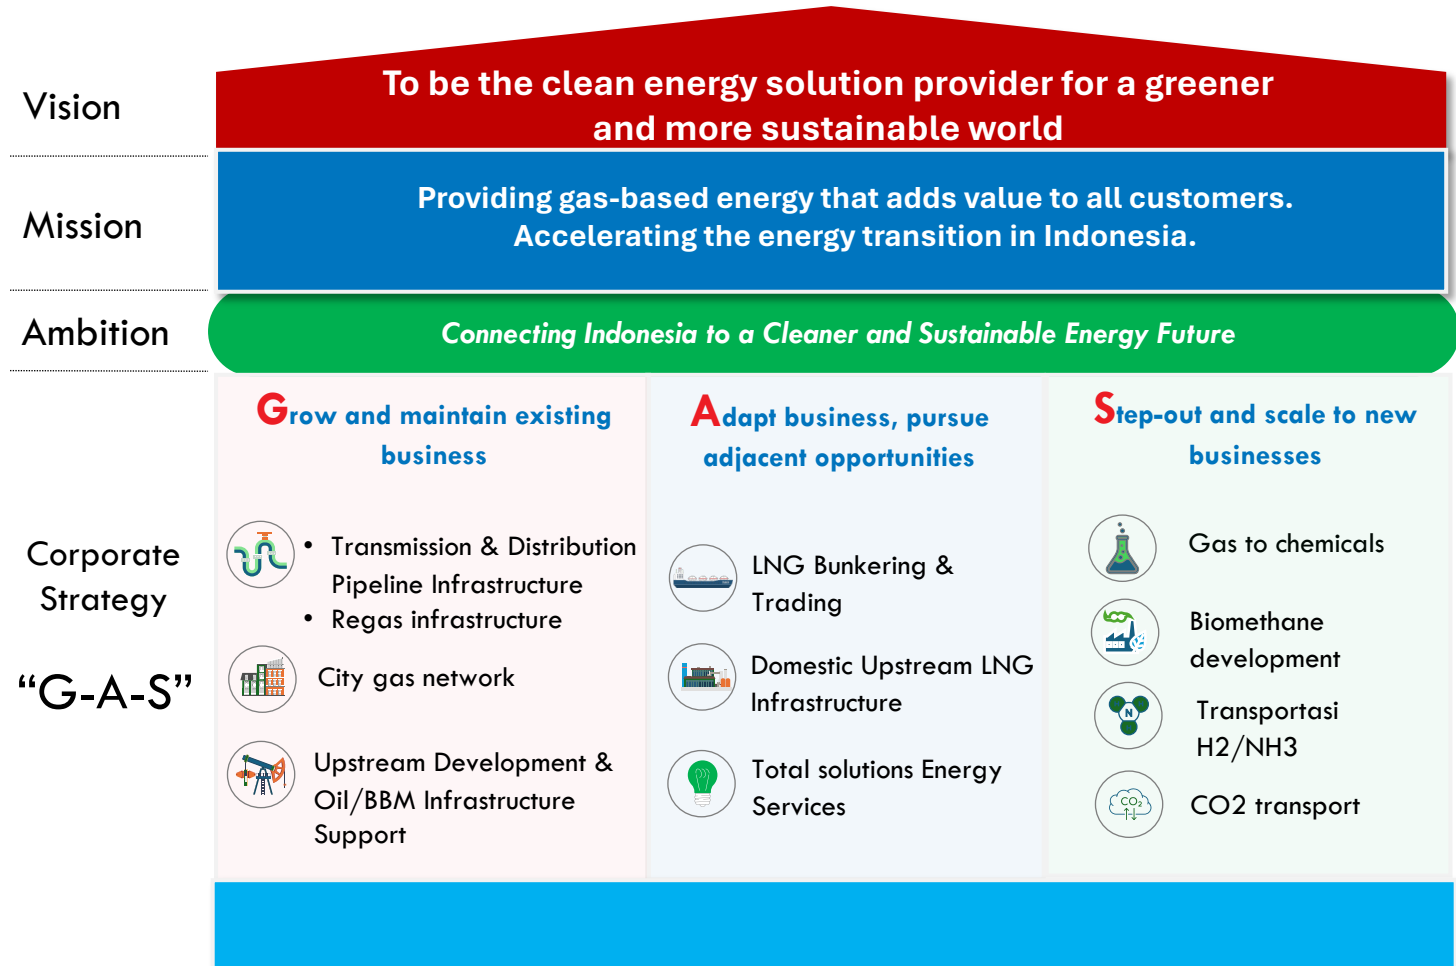 Vision
To be the clean energy solution provider for a greener
and more sustainable world
Mission
Providing gas-based energy that adds value to all customers.
Accelerating the energy transition in Indonesia.
Ambition
Connecting Indonesia to a Cleaner and Sustainable Energy Future
Corporate
Strategy
“G-A-S”
Grow and maintain existing
business
• Transmission & Distribution
Pipeline Infrastructure
• Regas infrastructure
City gas network
Upstream Development &
Oil/BBM Infrastructure
Support
Adapt business, pursue
adjacent opportunities
LNG Bunkering &
Trading
Domestic Upstream LNG
Infrastructure
Total solutions Energy
Services
Step-out and scale to new
businesses
Gas to chemicals
Biomethane
development
N
Transportasi
H2/NH3
CO2
CO2 transport